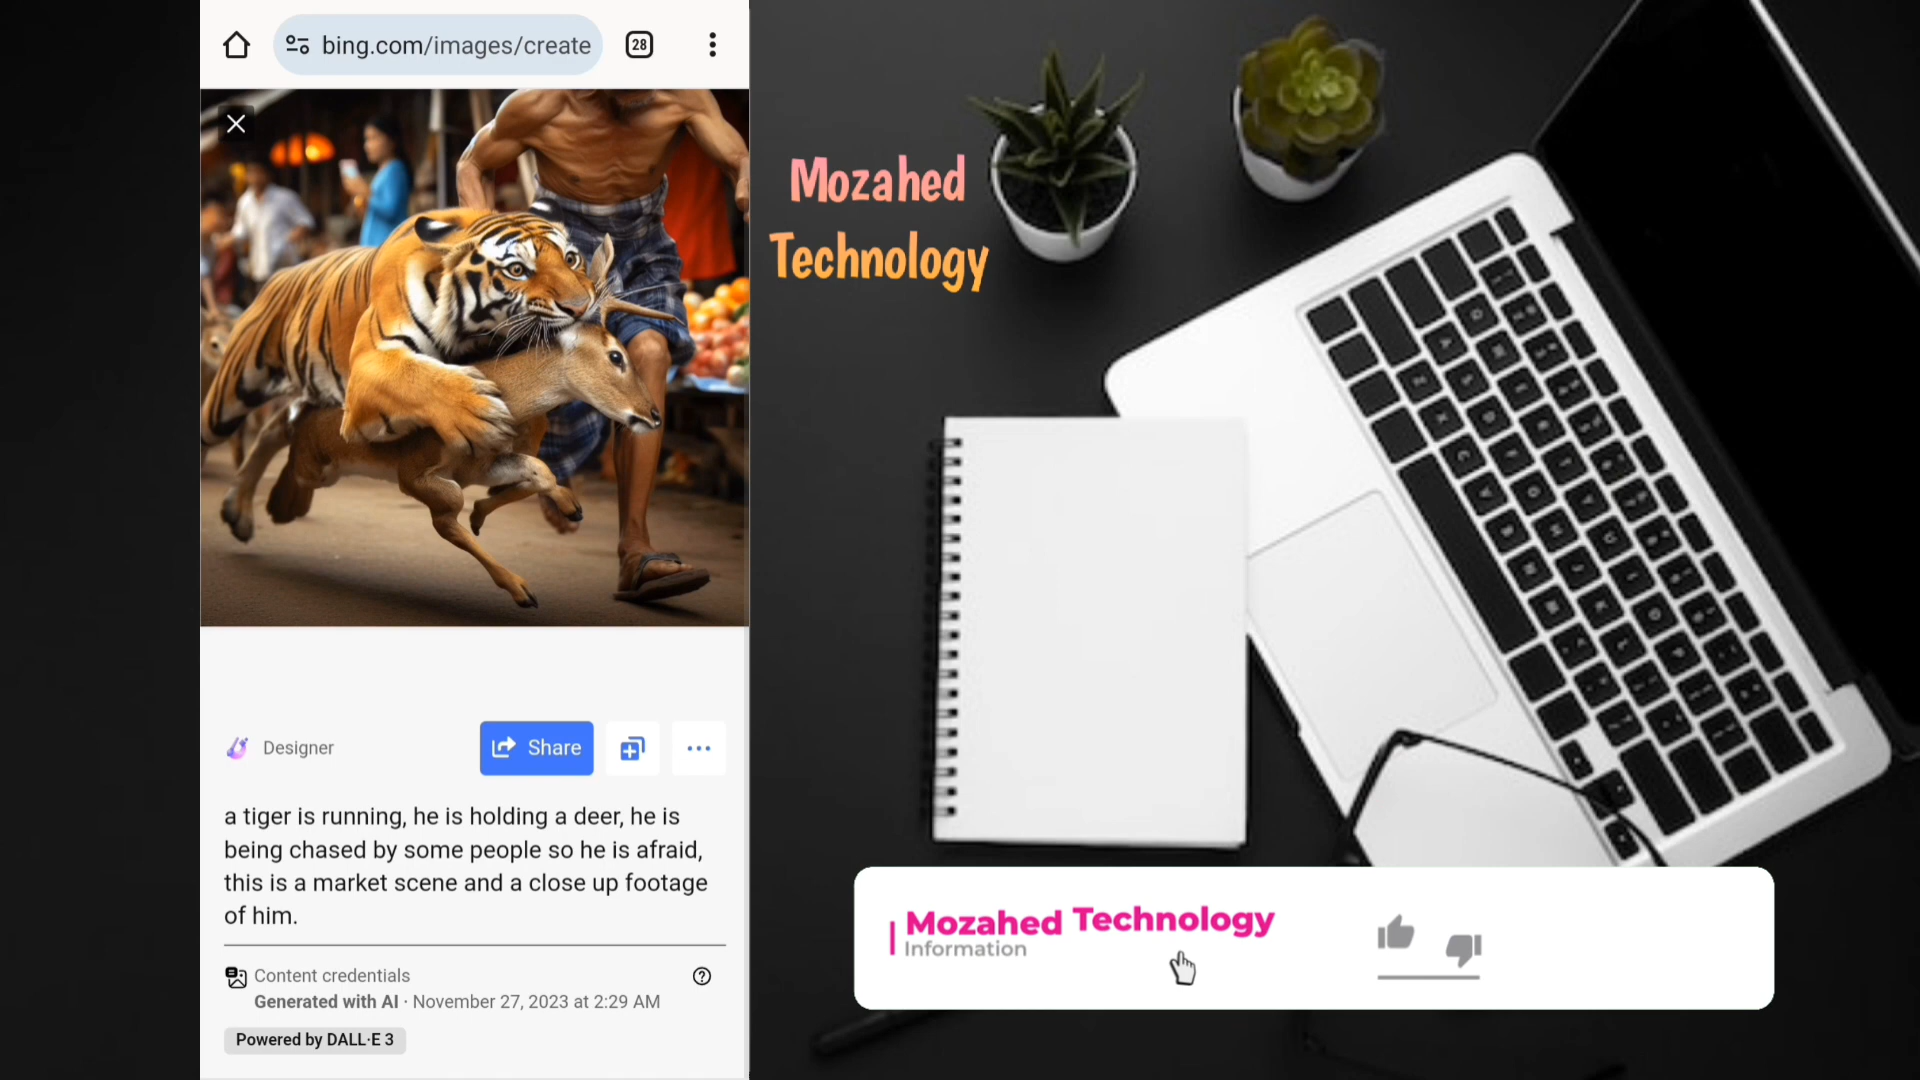 bing.com/images/create
28
Mozahed
Technology
Designer
Share
a tiger is running, he is holding a deer, he is
being chased by some people so he is afraid,
this is a market scene and a close up footage
of him.
Content credentials
Generated with AI · November 27, 2023 at 2:29 AM
Powered by DALL·E 3
Mozahed Technology
Information